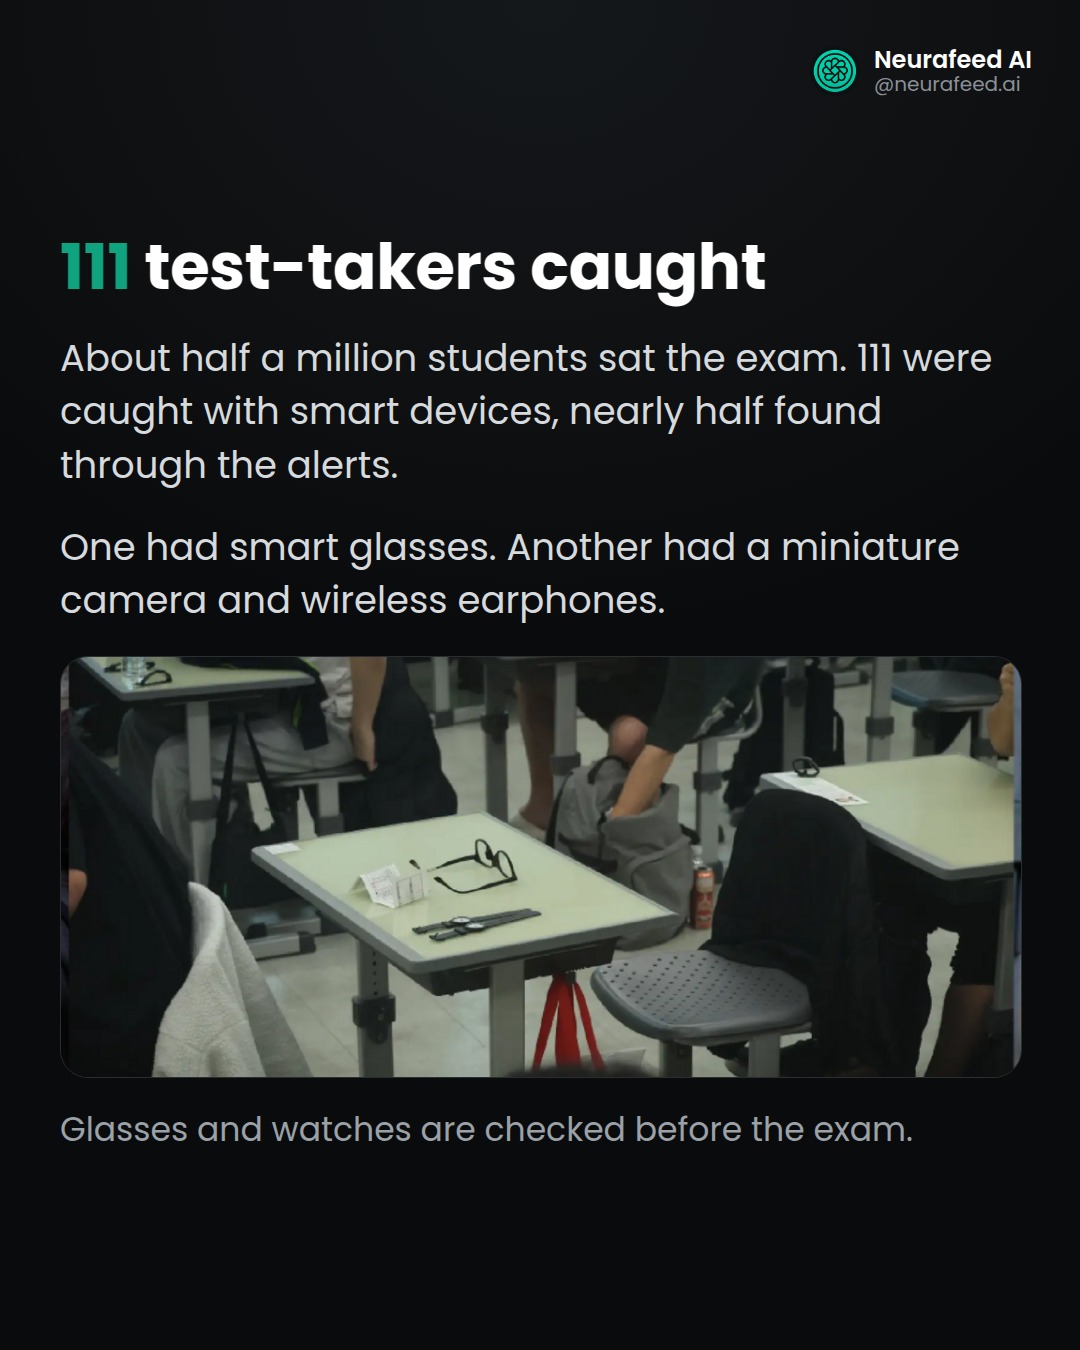 Neurafeed AI
@neurafeed.ai
111 test-takers caught
About half a million students sat the exam. 111 were
caught with smart devices, nearly half found
through the alerts.
One had smart glasses. Another had a miniature
camera and wireless earphones.
Glasses and watches are checked before the exam.